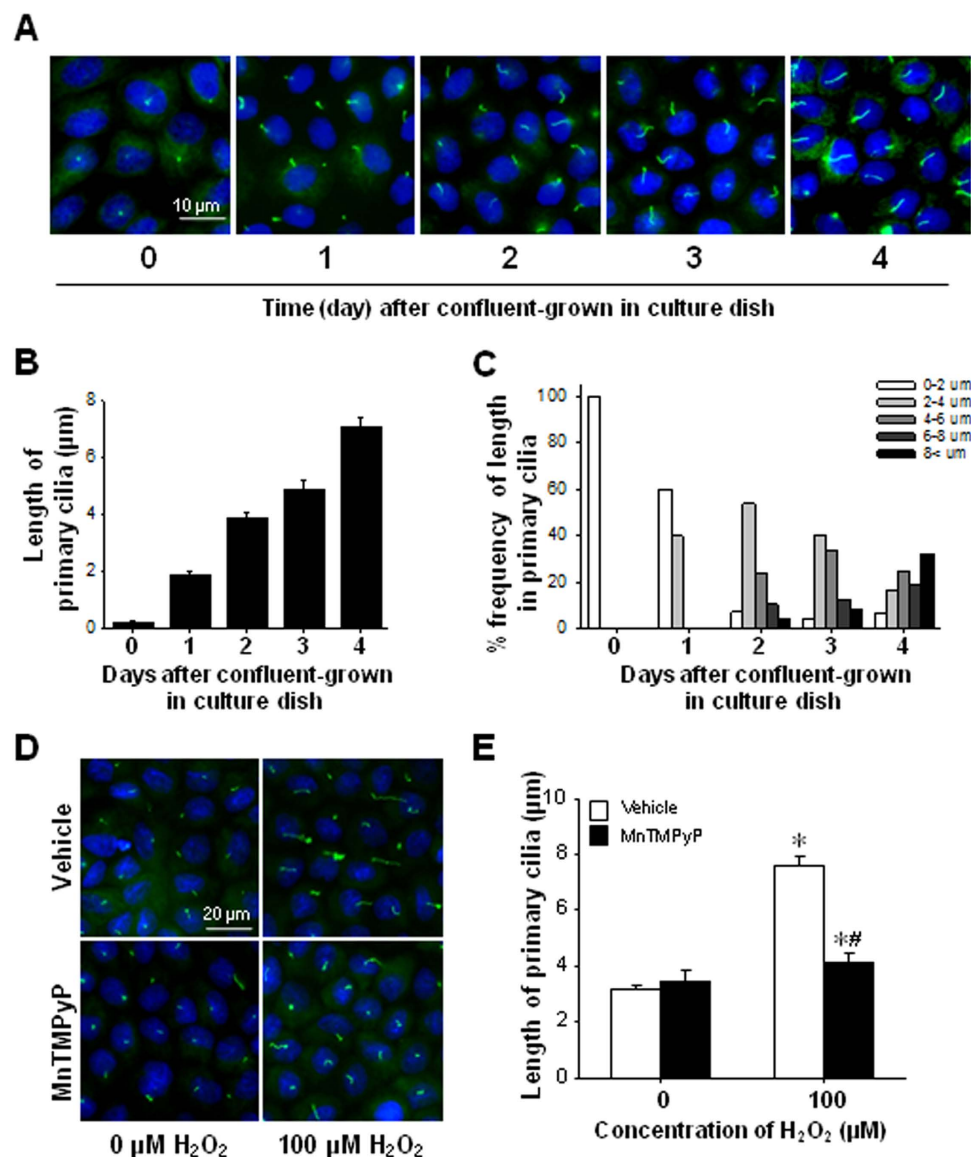 A
10 µm
0 1 2 3 4
Time (day) after confluent-grown in culture dish
B
Length of
primary cilia (µm)
8
6
4
2
0
0 1 2 3 4
Days after confluent-grown
in culture dish
C
% frequency of length
in primary cilia
100
60
40
20
0
0-2 um
2-4 um
4-6 um
6-8 um
8< um
0 1 2 3 4
Days after confluent-grown
in culture dish
D
Vehicle
20 µm
MnTMPyP
0 µM H₂O₂ 100 µM H₂O₂
E
Length of primary cilia (µm)
10
8
6
4
2
0
Vehicle
MnTMPyP
*
*#
0 100
Concentration of H₂O₂ (µM)